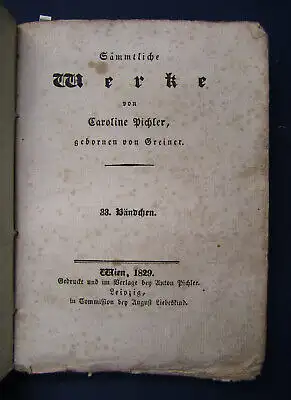 Sämmtliche
Werke
von
Caroline Pichler,
gebornen von Greiner.
33. Bändchen.
Wien, 1829.
Gedruckt und im Verlage bey Anton Pichler.
Leipzig,
in Commission bey August Liebeskind.